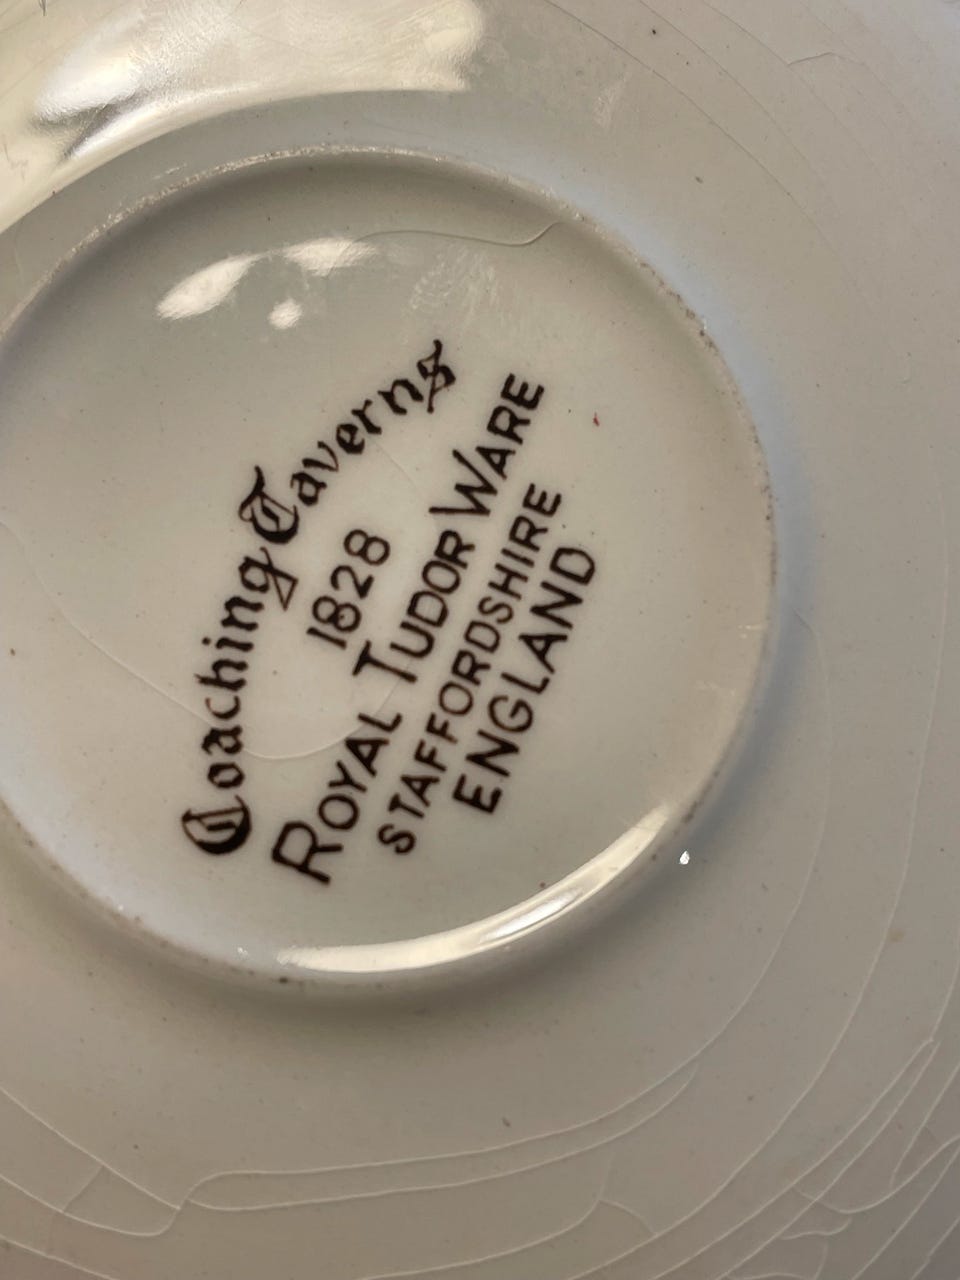 Coaching Taverns
1828
ROYAL TUDOR WARE
STAFFORDSHIRE
ENGLAND